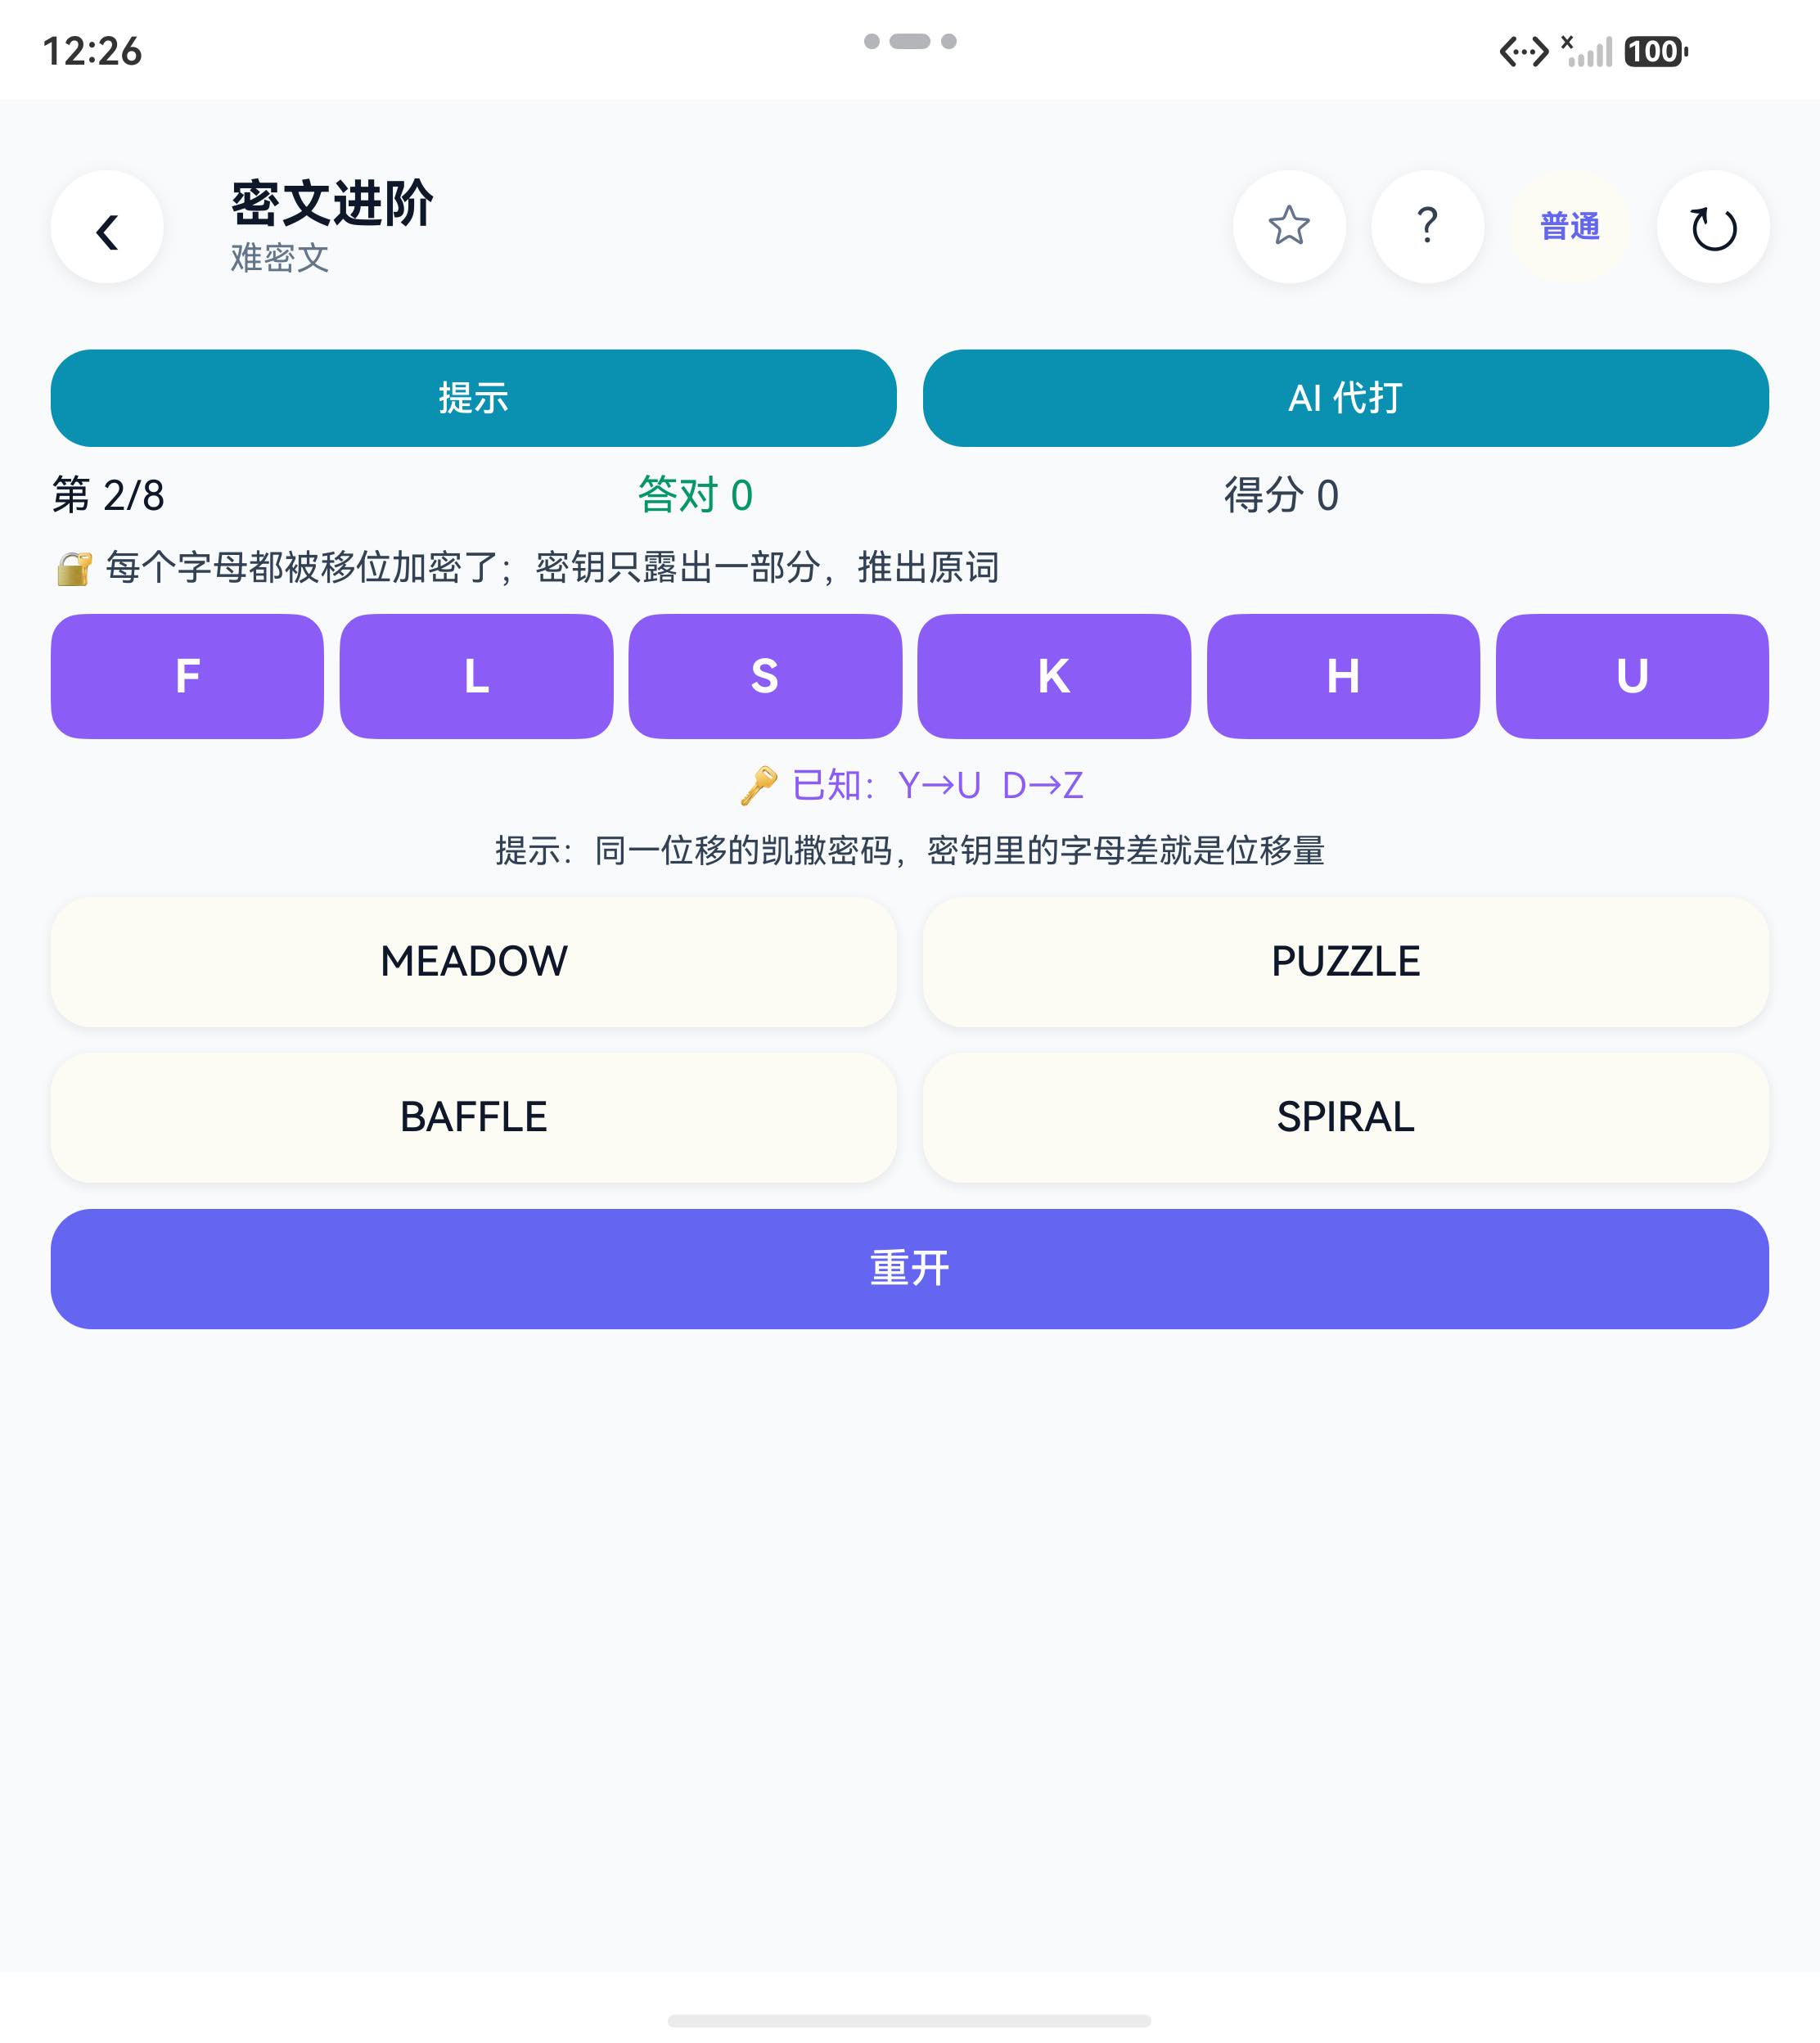 12:26
100
密文进阶
难密文
?
普通
提示
AI 代打
第 2/8
答对 0
得分 0
每个字母都被移位加密了；密钥只露出一部分，推出原词
F L S K H U
已知：Y→U D→Z
提示：同一位移的凯撒密码，密钥里的字母差就是位移量
MEADOW
PUZZLE
BAFFLE
SPIRAL
重开